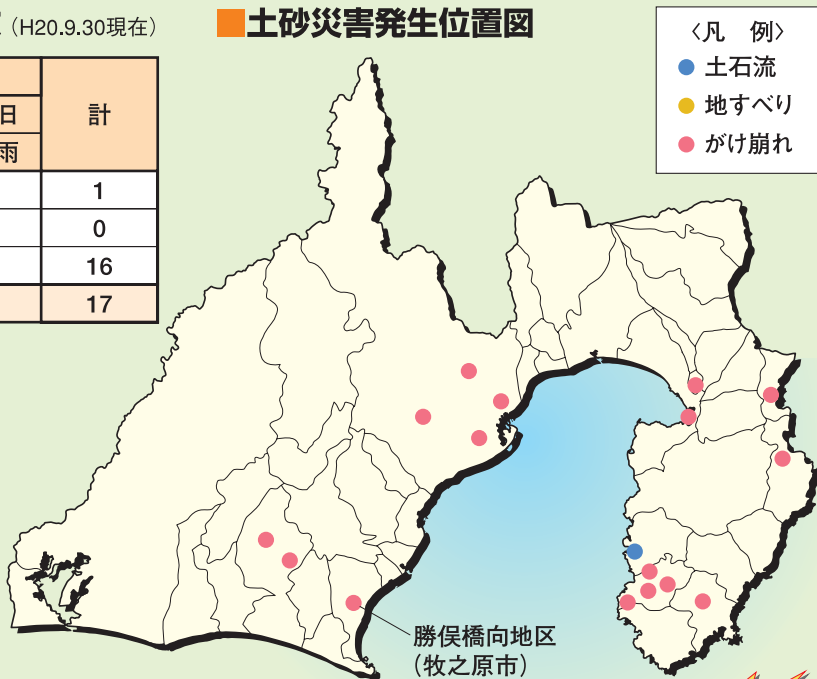 (H20.9.30現在)
■土砂災害発生位置図
〈凡 例〉
土石流
地すべり
がけ崩れ
日
計
雨
1
0
16
17
勝俣橋向地区
(牧之原市)